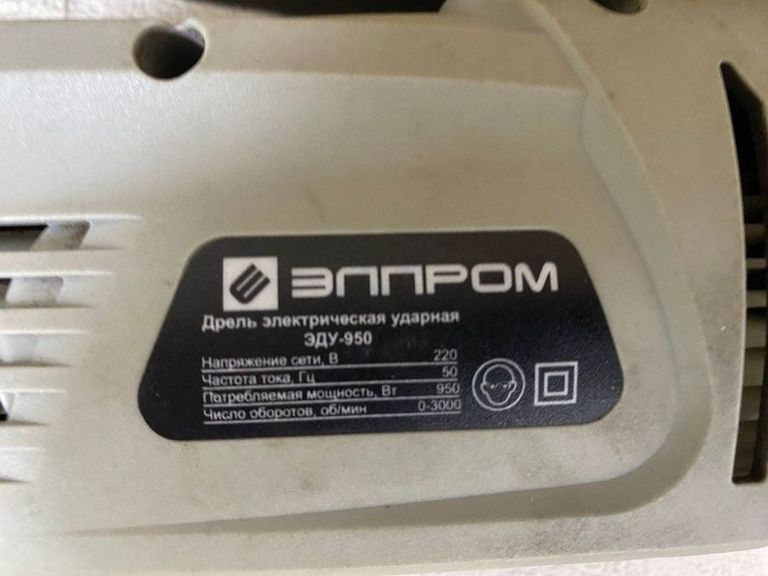 ЭЛПРОМ
Дрель электрическая ударная
ЭДУ-950
Напряжение сети, В 220
Частота тока, Гц 50
Потребляемая мощность, Вт 950
Число оборотов, об/мин 0-3000